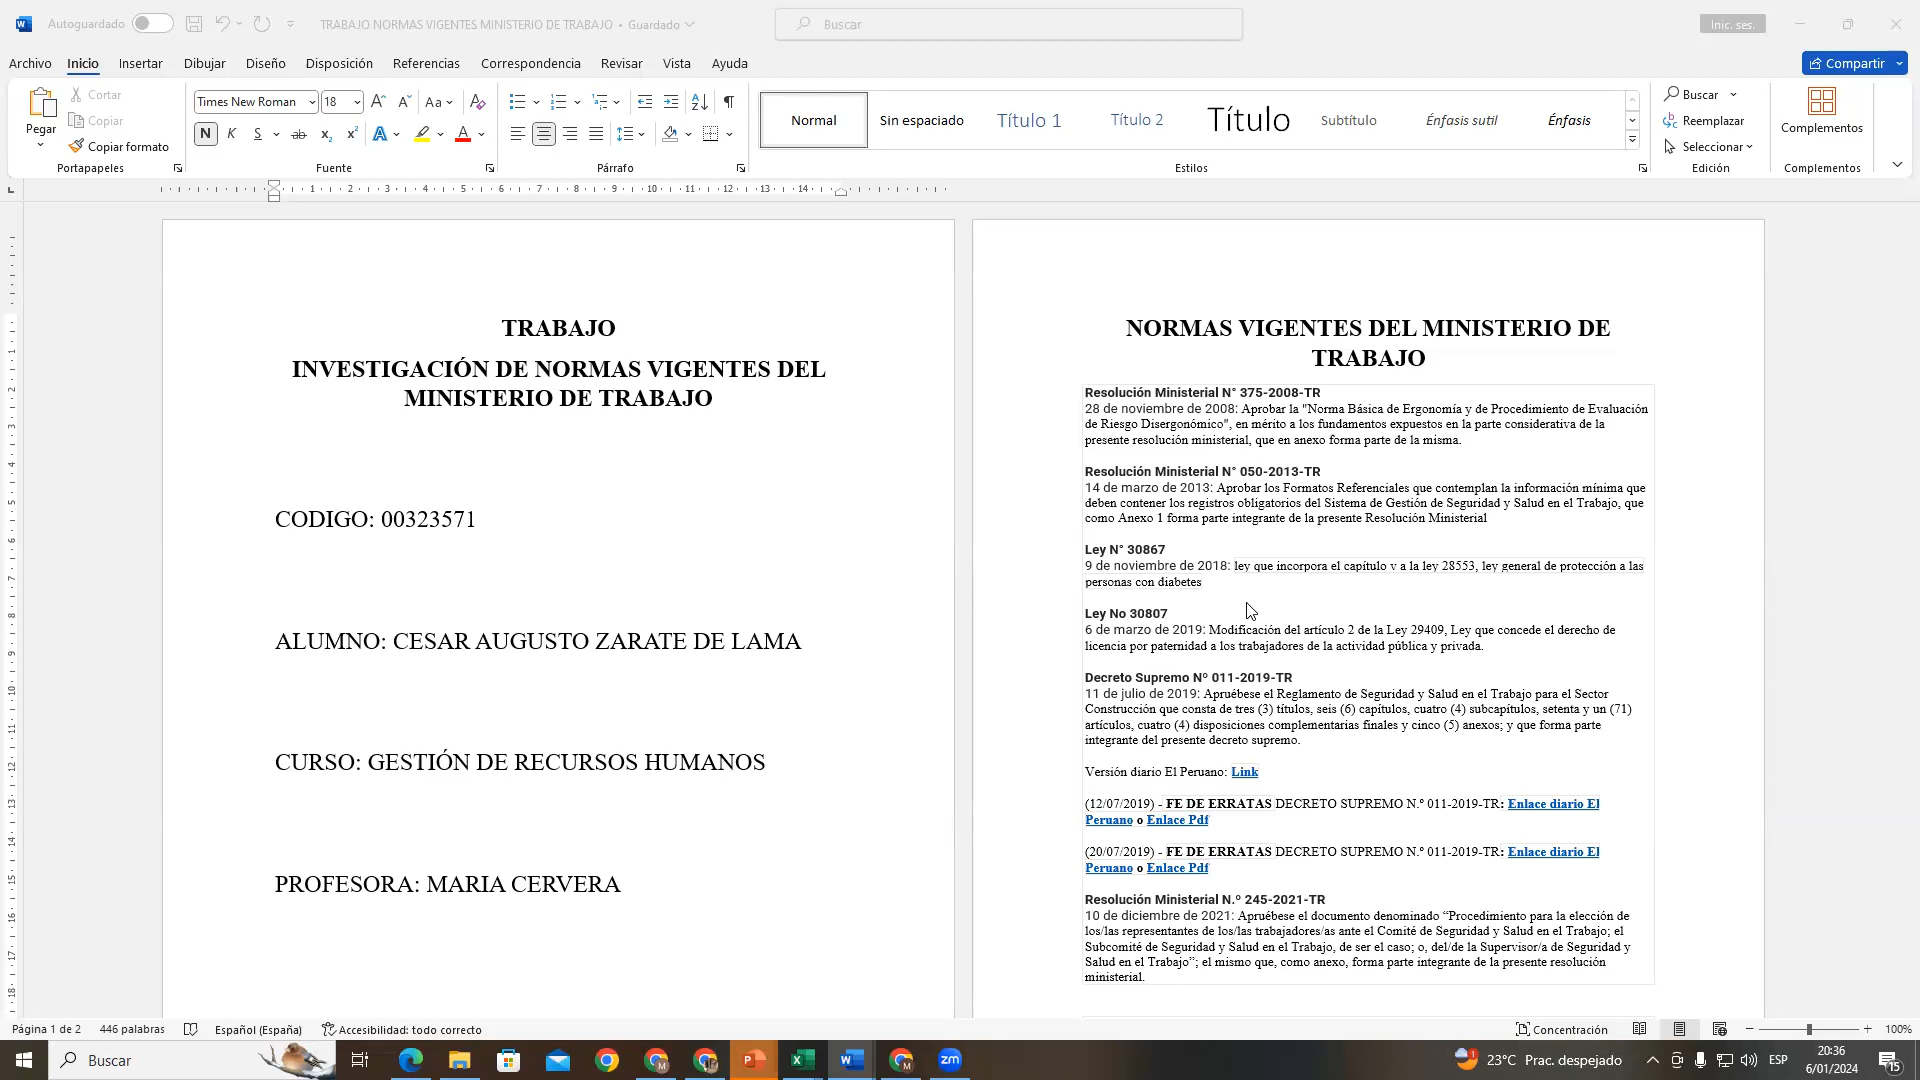 Autoguardado
TRABAJO NORMAS VIGENTES MINISTERIO DE TRABAJO • Guardado
Buscar
Inic. ses.
Archivo Inicio Insertar Dibujar Diseño Disposición Referencias Correspondencia Revisar Vista Ayuda
Compartir
Pegar
Cortar
Copiar
Copiar formato
Portapapeles
Times New Roman 18
Fuente
Párrafo
Normal Sin espaciado Título 1 Título 2 Título Subtítulo Énfasis sutil Énfasis
Estilos
Buscar
Reemplazar
Seleccionar
Edición
Complementos
Complementos
TRABAJO
INVESTIGACIÓN DE NORMAS VIGENTES DEL
MINISTERIO DE TRABAJO
CODIGO: 00323571
ALUMNO: CESAR AUGUSTO ZARATE DE LAMA
CURSO: GESTIÓN DE RECURSOS HUMANOS
PROFESORA: MARIA CERVERA
NORMAS VIGENTES DEL MINISTERIO DE
TRABAJO
Resolución Ministerial N° 375-2008-TR
28 de noviembre de 2008: Aprobar la "Norma Básica de Ergonomía y de Procedimiento de Evaluación
de Riesgo Disergonómico", en mérito a los fundamentos expuestos en la parte considerativa de la
presente resolución ministerial, que en anexo forma parte de la misma.
Resolución Ministerial N° 050-2013-TR
14 de marzo de 2013: Aprobar los Formatos Referenciales que contemplan la información mínima que
deben contener los registros obligatorios del Sistema de Gestión de Seguridad y Salud en el Trabajo, que
como Anexo 1 forma parte integrante de la presente Resolución Ministerial
Ley N° 30867
9 de noviembre de 2018: ley que incorpora el capítulo v a la ley 28553, ley general de protección a las
personas con diabetes
Ley No 30807
6 de marzo de 2019: Modificación del artículo 2 de la Ley 29409, Ley que concede el derecho de
licencia por paternidad a los trabajadores de la actividad pública y privada.
Decreto Supremo Nº 011-2019-TR
11 de julio de 2019: Apruébese el Reglamento de Seguridad y Salud en el Trabajo para el Sector
Construcción que consta de tres (3) títulos, seis (6) capítulos, cuatro (4) subcapítulos, setenta y un (71)
artículos, cuatro (4) disposiciones complementarias finales y cinco (5) anexos; y que forma parte
integrante del presente decreto supremo.
Versión diario El Peruano: Link
(12/07/2019) - FE DE ERRATAS DECRETO SUPREMO N.º 011-2019-TR: Enlace diario El
Peruano o Enlace Pdf
(20/07/2019) - FE DE ERRATAS DECRETO SUPREMO N.º 011-2019-TR: Enlace diario El
Peruano o Enlace Pdf
Resolución Ministerial N.º 245-2021-TR
10 de diciembre de 2021: Apruébese el documento denominado “Procedimiento para la elección de
los/las representantes de los/las trabajadores/as ante el Comité de Seguridad y Salud en el Trabajo; el
Subcomité de Seguridad y Salud en el Trabajo, de ser el caso; o, del/de la Supervisor/a de Seguridad y
Salud en el Trabajo”; el mismo que, como anexo, forma parte integrante de la presente resolución
ministerial.
Página 1 de 2 446 palabras Español (España) Accesibilidad: todo correcto
Concentración 100%
Buscar
23°C Prac. despejado
ESP
20:36
6/01/2024
15